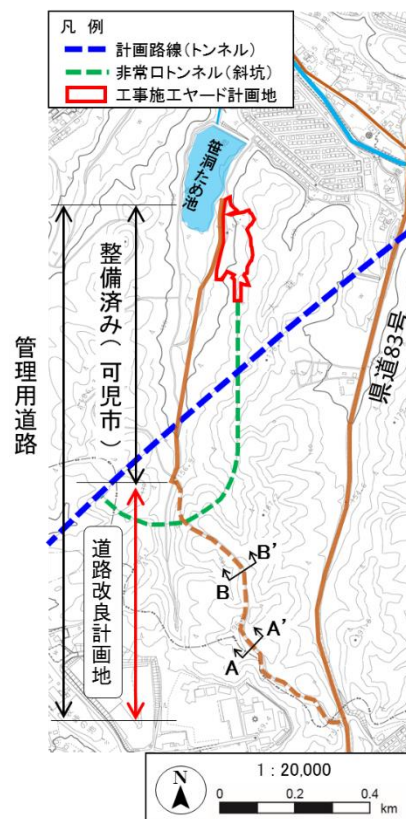 凡 例
計画路線(トンネル)
非常口トンネル(斜坑)
工事施工ヤード計画地
笹洞ため池
管理用道路
整備済み(可児市)
県道83号
道路改良計画地
B'
B
A'
A
N
1 : 20,000
0 0.2 0.4
km